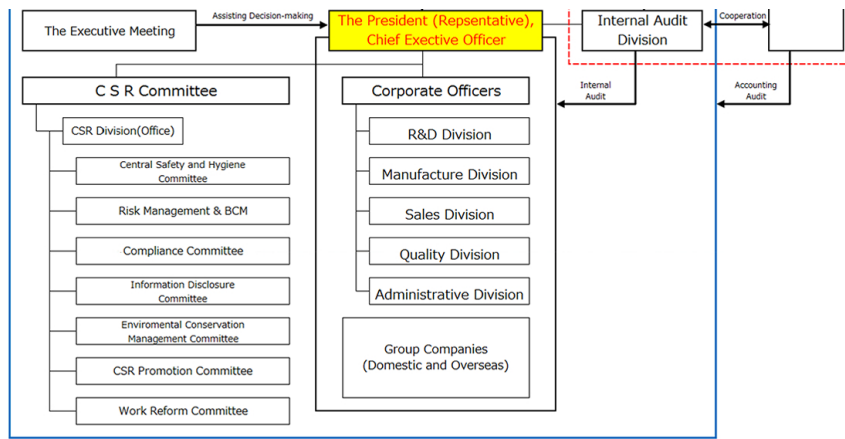 The Executive Meeting
Assisting Decision-making
The President (Repsentative),
Chief Executive Officer
Internal Audit
Division
Cooperation
Internal
Audit
Accounting
Audit
C S R Committee
CSR Division(Office)
Central Safety and Hygiene
Committee
Risk Management & BCM
Compliance Committee
Information Disclosure
Committee
Enviromental Conservation
Management Committee
CSR Promotion Committee
Work Reform Committee
Corporate Officers
R&D Division
Manufacture Division
Sales Division
Quality Division
Administrative Division
Group Companies
(Domestic and Overseas)